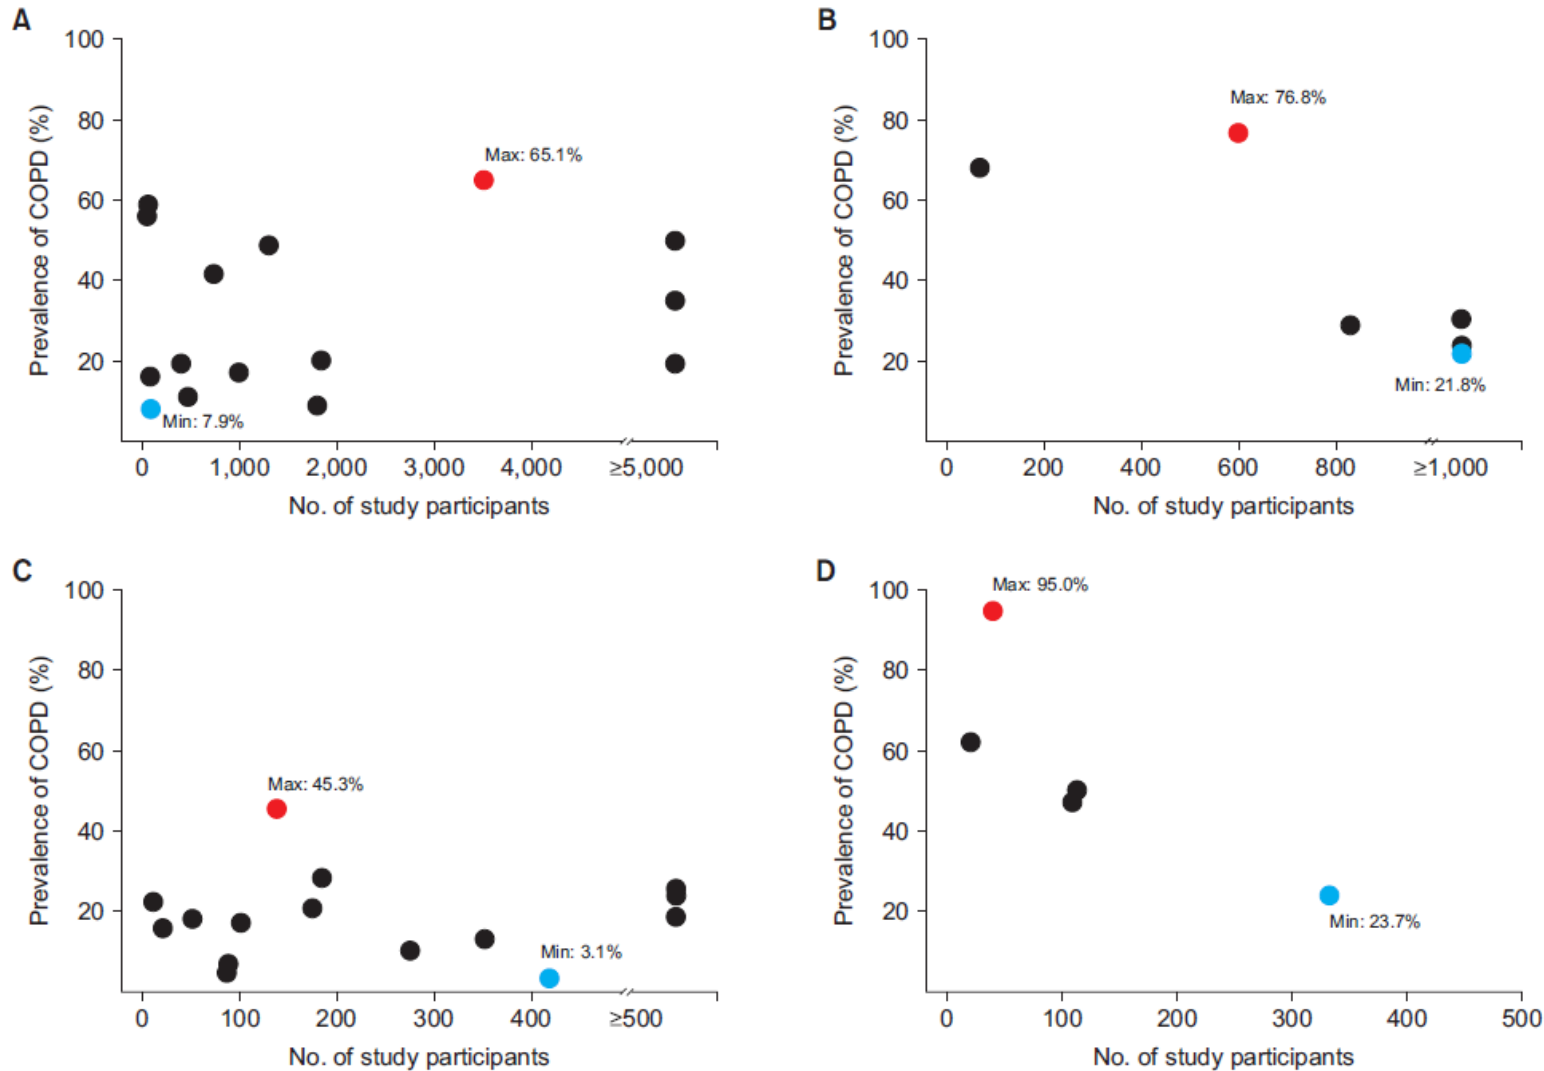 A
100
80
60
40
20
Prevalence of COPD (%)
Max: 65.1%
Min: 7.9%
0 1,000 2,000 3,000 4,000 ≥5,000
No. of study participants
B
100
80
60
40
20
Prevalence of COPD (%)
Max: 76.8%
Min: 21.8%
0 200 400 600 800 ≥1,000
No. of study participants
C
100
80
60
40
20
Prevalence of COPD (%)
Max: 45.3%
Min: 3.1%
0 100 200 300 400 ≥500
No. of study participants
D
100
80
60
40
20
Prevalence of COPD (%)
Max: 95.0%
Min: 23.7%
0 100 200 300 400 500
No. of study participants